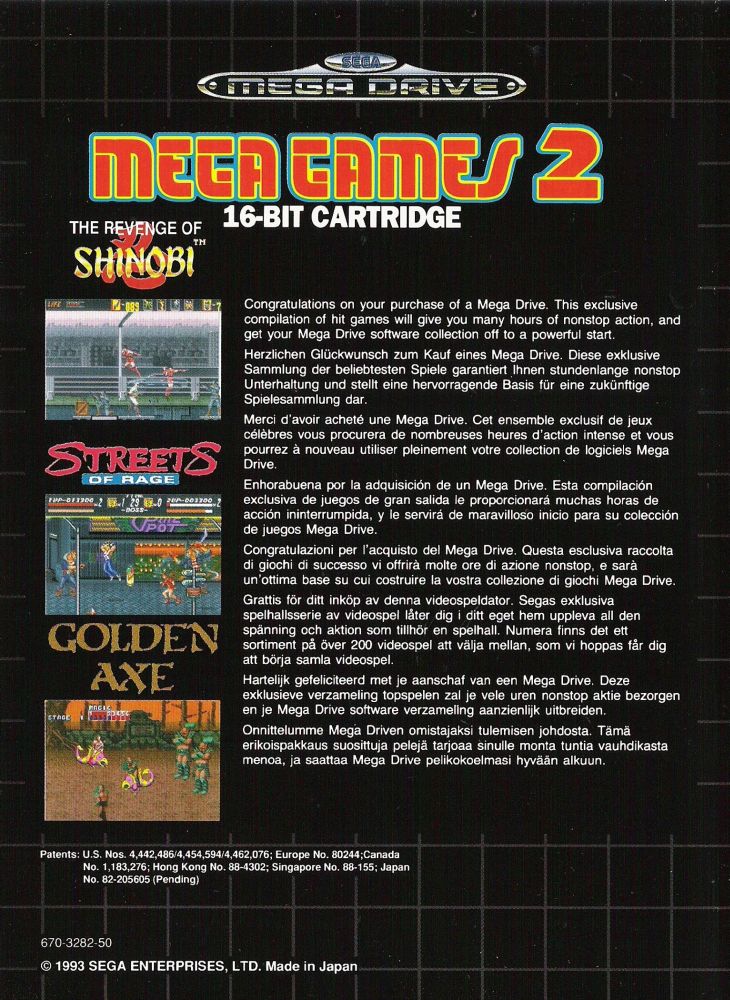 SEGA
MEGA DRIVE
MEGA GAMES 2
16-BIT CARTRIDGE
THE REVENGE OF
SHINOBI™
LIFE
Congratulations on your purchase of a Mega Drive. This exclusive
compilation of hit games will give you many hours of nonstop action, and
get your Mega Drive software collection off to a powerful start.
Herzlichen Glückwunsch zum Kauf eines Mega Drive. Diese exklusive
Sammlung der beliebtesten Spiele garantiert Ihnen stundenlange nonstop
Unterhaltung und stellt eine hervorragende Basis für eine zukünftige
Spielesammlung dar.
Merci d'avoir acheté une Mega Drive. Cet ensemble exclusif de jeux
célèbres vous procurera de nombreuses heures d'action intense et vous
pourrez à nouveau utiliser pleinement votre collection de logiciels Mega
Drive.
STREETS
OF RAGE
-BOSS-
POT
Enhorabuena por la adquisición de un Mega Drive. Esta compilación
exclusiva de juegos de gran salida le proporcionará muchas horas de
acción ininterrumpida, y le servirá de maravilloso inicio para su colección
de juegos Mega Drive.
Congratulazioni per l'acquisto del Mega Drive. Questa esclusiva raccolta
di giochi di successo vi offrirà molte ore di azione nonstop, e sarà
un'ottima base su cui costruire la vostra collezione di giochi Mega Drive.
Grattis för ditt inköp av denna videospeldator. Segas exklusiva
spelhallsserie av videospel låter dig i ditt eget hem uppleva all den
spänning och aktion som tillhör en spelhall. Numera finns det ett
sortiment på över 200 videospel att välja mellan, som vi hoppas får dig
att börja samla videospel.
GOLDEN
AXE
MAGIC
STAGE 1
Hartelijk gefeliciteerd met je aanschaf van een Mega Drive. Deze
exklusieve verzameling topspelen zal je vele uren nonstop aktie bezorgen
en je Mega Drive software verzameling aanzienlijk uitbreiden.
Onnittelumme Mega Driven omistajaksi tulemisen johdosta. Tämä
erikoispakkaus suosittuja pelejä tarjoaa sinulle monta tuntia vauhdikasta
menoa, ja saattaa Mega Drive pelikokoelmasi hyvään alkuun.
Patents: U.S. Nos. 4,442,486/4,454,594/4,462,076; Europe No. 80244;Canada
No. 1,183,276; Hong Kong No. 88-4302; Singapore No. 88-155; Japan
No. 82-205605 (Pending)
670-3282-50
© 1993 SEGA ENTERPRISES, LTD. Made in Japan